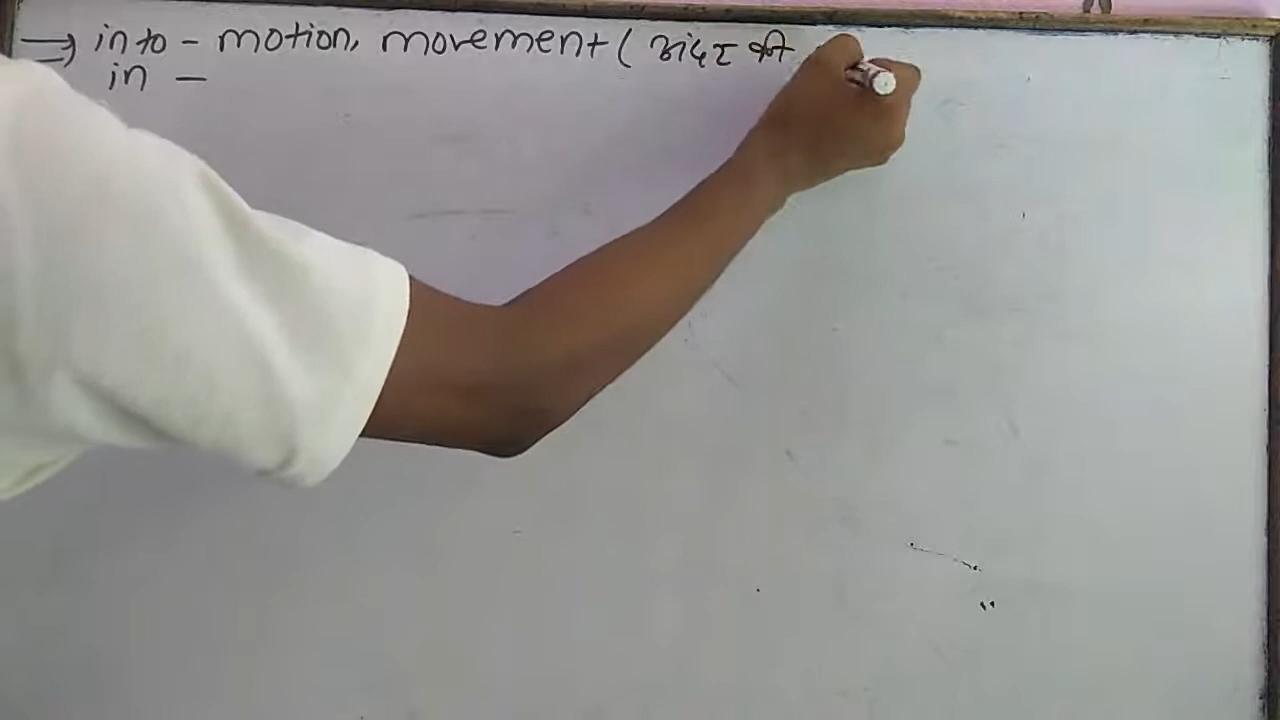 → into - motion, movement ( अंदर की
in -